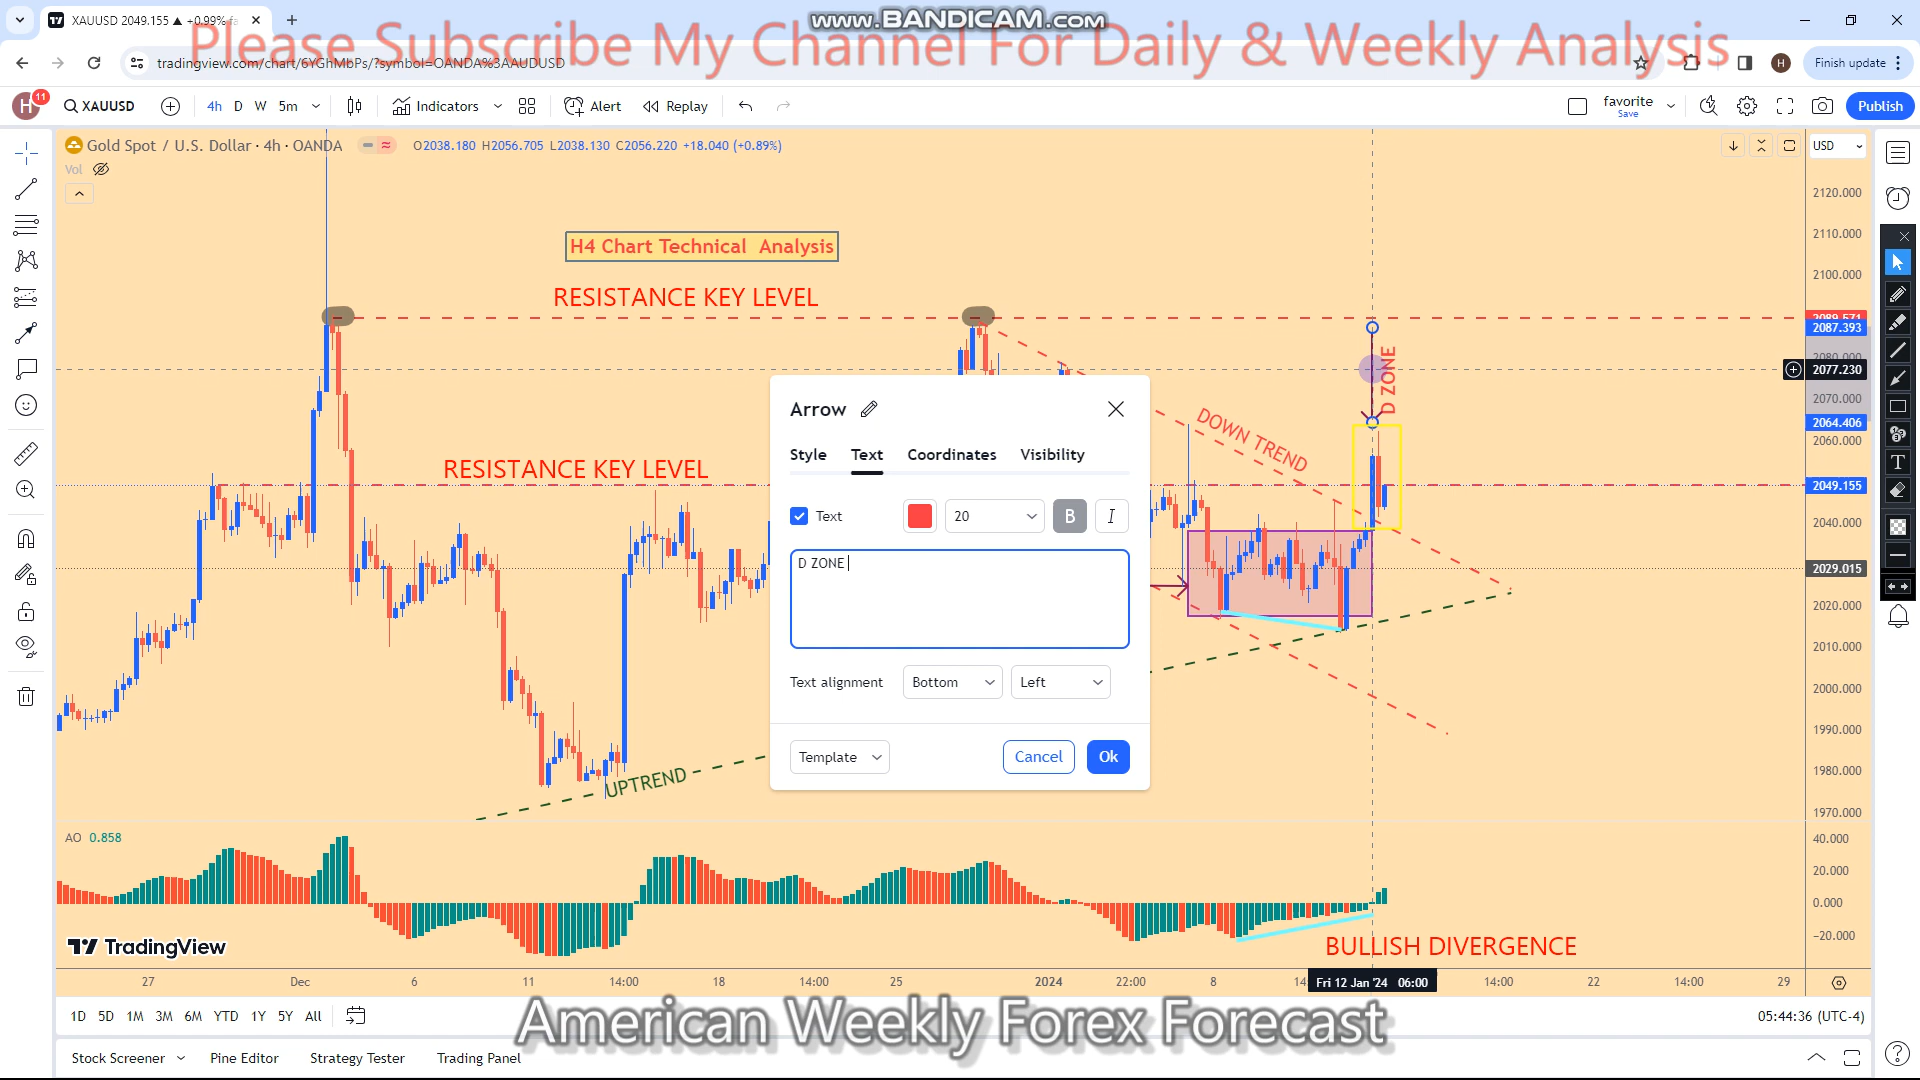 www.BANDICAM.com
XAUUSD 2049.155 ▲ +0.99%
Please Subscribe My Channel For Daily & Weekly Analysis
tradingview.com/chart/6YGhMbPs/?symbol=OANDA%3AAUDUSD
H
Finish update
H
11
XAUUSD
4h
D
W
5m
Indicators
Alert
Replay
favorite
Save
Publish
Gold Spot / U.S. Dollar · 4h · OANDA
O2038.180 H2056.705 L2038.130 C2056.220 +18.040 (+0.89%)
USD
Vol
H4 Chart Technical Analysis
RESISTANCE KEY LEVEL
RESISTANCE KEY LEVEL
DOWN TREND
D ZONE
UPTREND
2120.000
2110.000
2100.000
2089.571
2087.393
2080.000
2077.230
2070.000
2064.406
2060.000
2049.155
2040.000
2029.015
2020.000
2010.000
2000.000
1990.000
1980.000
1970.000
Arrow
Style
Text
Coordinates
Visibility
Text
20
B
I
D ZONE
Text alignment
Bottom
Left
Template
Cancel
Ok
AO 0.858
40.000
20.000
0.000
−20.000
BULLISH DIVERGENCE
TradingView
27
Dec
6
11
14:00
18
14:00
25
2024
22:00
8
Fri 12 Jan '24 06:00
14:00
22
14:00
29
1D
5D
1M
3M
6M
YTD
1Y
5Y
All
05:44:36 (UTC-4)
American Weekly Forex Forecast
Stock Screener
Pine Editor
Strategy Tester
Trading Panel